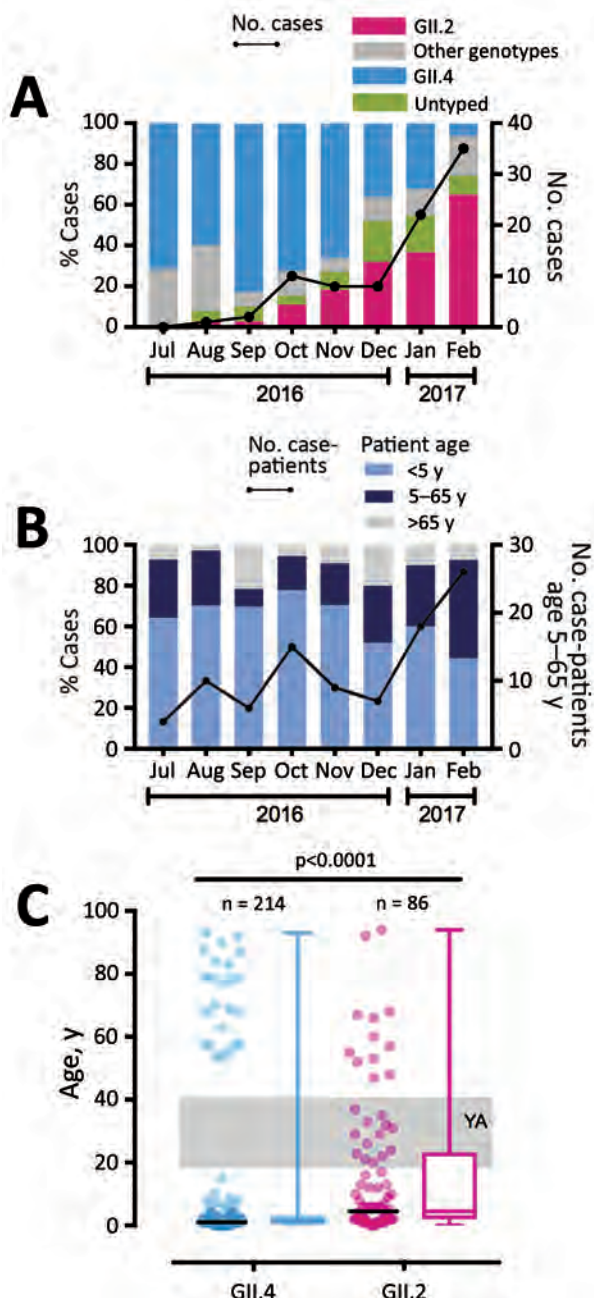 A
No. cases
GII.2
Other genotypes
GII.4
Untyped
% Cases
100
80
60
40
20
0
40
30
20
10
0
No. cases
Jul Aug Sep Oct Nov Dec Jan Feb
2016 2017
B
No. case-
patients
Patient age
<5 y
5–65 y
>65 y
% Cases
100
80
60
40
20
0
30
20
10
0
No. case-patients
age 5–65 y
Jul Aug Sep Oct Nov Dec Jan Feb
2016 2017
C
p<0.0001
n = 214 n = 86
Age, y
100
80
60
40
20
0
YA
GII.4 GII.2